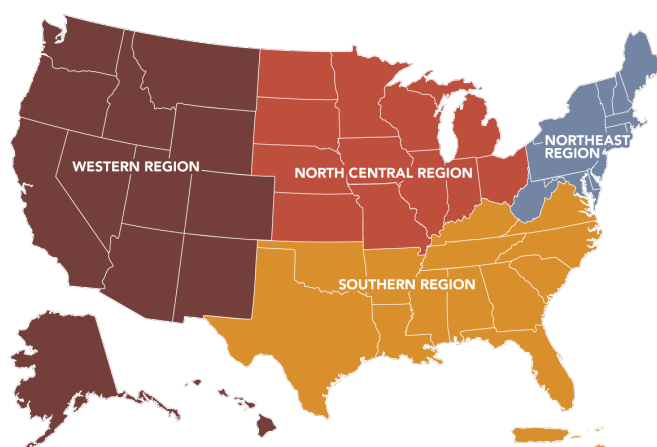 NORTHEAST
REGION
WESTERN REGION
NORTH CENTRAL REGION
SOUTHERN REGION